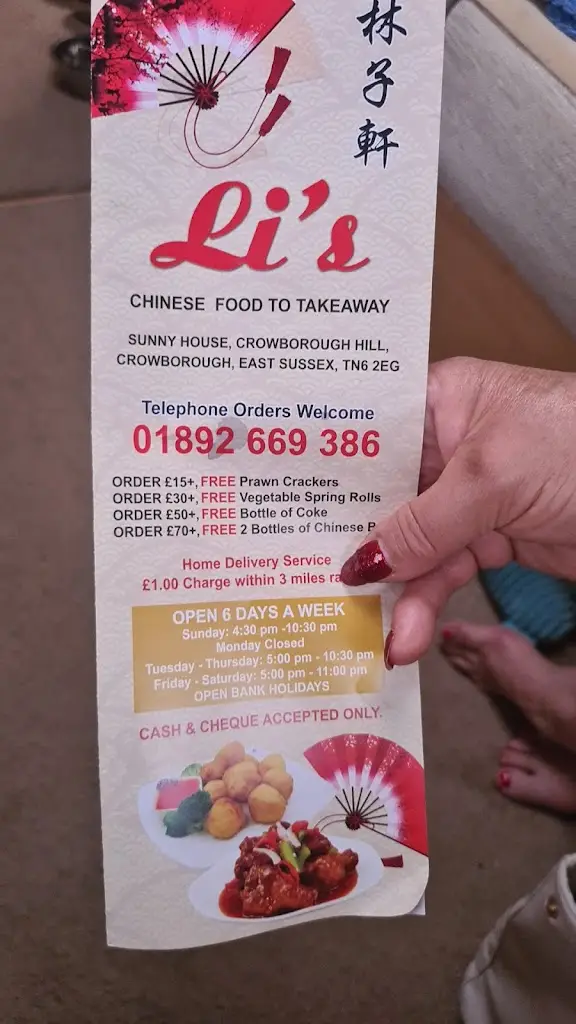 林子軒
Li's
CHINESE FOOD TO TAKEAWAY
SUNNY HOUSE, CROWBOROUGH HILL,
CROWBOROUGH, EAST SUSSEX, TN6 2EG
Telephone Orders Welcome
01892 669 386
ORDER £15+, FREE Prawn Crackers
ORDER £30+, FREE Vegetable Spring Rolls
ORDER £50+, FREE Bottle of Coke
ORDER £70+, FREE 2 Bottles of Chinese
Home Delivery Service
£1.00 Charge within 3 miles
OPEN 6 DAYS A WEEK
Sunday: 4:30 pm -10:30 pm
Monday Closed
Tuesday - Thursday: 5:00 pm - 10:30 pm
Friday - Saturday: 5:00 pm - 11:00 pm
OPEN BANK HOLIDAYS
CASH & CHEQUE ACCEPTED ONLY.